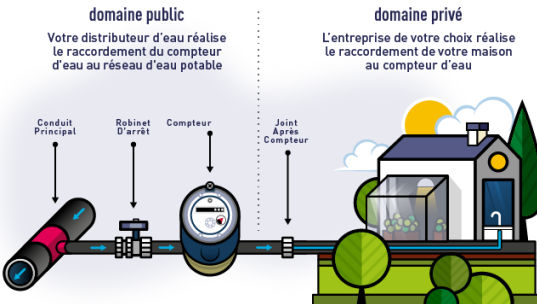 domaine public
Votre distributeur d'eau réalise
le raccordement du compteur
d'eau au réseau d'eau potable
domaine privé
L'entreprise de votre choix réalise
le raccordement de votre maison
au compteur d'eau
Conduit
Principal
Robinet
D'arrêt
Compteur
Joint
Après
Compteur